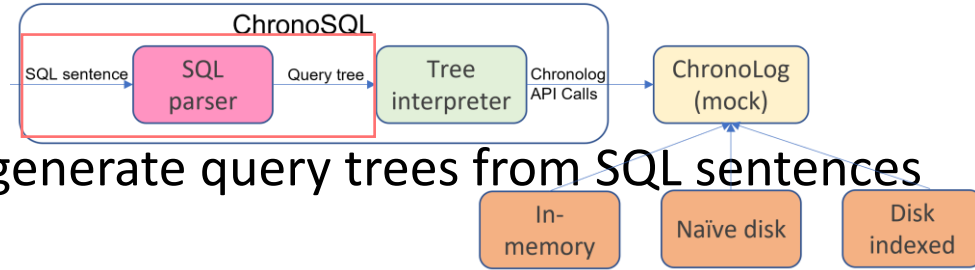 ChronoSQL
SQL sentence
SQL
parser
Query tree
Tree
interpreter
Chronolog
API Calls
ChronoLog
(mock)
generate query trees from SQL sentences
In-
memory
Naïve disk
Disk
indexed